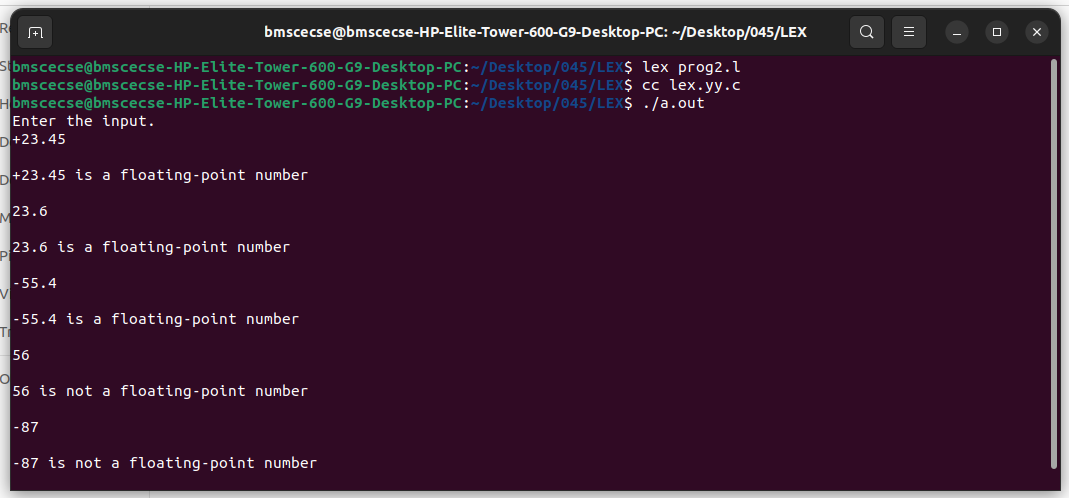 bmscecse@bmscecse-HP-Elite-Tower-600-G9-Desktop-PC: ~/Desktop/045/LEX
bmscecse@bmscecse-HP-Elite-Tower-600-G9-Desktop-PC:~/Desktop/045/LEX$ lex prog2.l
bmscecse@bmscecse-HP-Elite-Tower-600-G9-Desktop-PC:~/Desktop/045/LEX$ cc lex.yy.c
bmscecse@bmscecse-HP-Elite-Tower-600-G9-Desktop-PC:~/Desktop/045/LEX$ ./a.out
Enter the input.
+23.45
+23.45 is a floating-point number
23.6
23.6 is a floating-point number
-55.4
-55.4 is a floating-point number
56
56 is not a floating-point number
-87
-87 is not a floating-point number